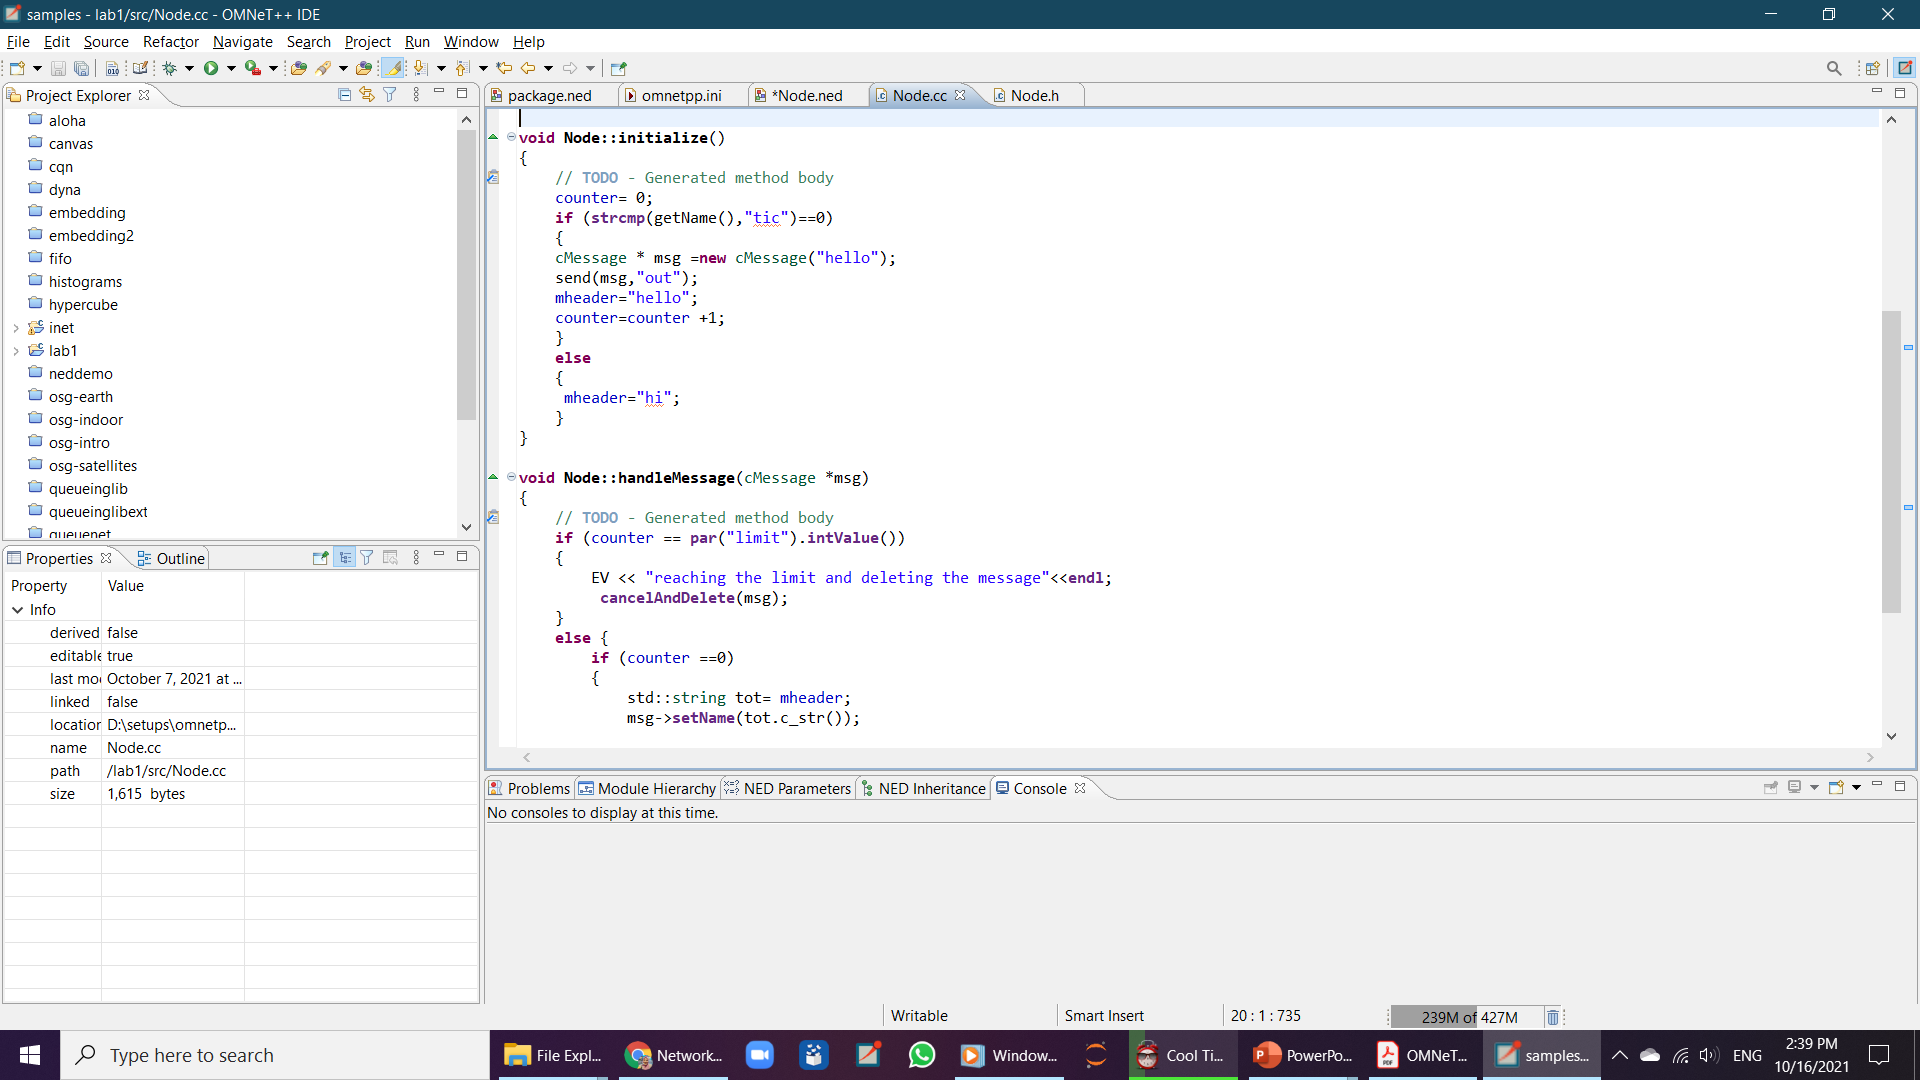 samples - lab1/src/Node.cc - OMNeT++ IDE
File Edit Source Refactor Navigate Search Project Run Window Help
Project Explorer
aloha
canvas
cqn
dyna
embedding
embedding2
fifo
histograms
hypercube
inet
lab1
neddemo
osg-earth
osg-indoor
osg-intro
osg-satellites
queueinglib
queueinglibext
queuenet
package.ned omnetpp.ini *Node.ned Node.cc Node.h
void Node::initialize()
{
// TODO - Generated method body
counter= 0;
if (strcmp(getName(),"tic")==0)
{
cMessage * msg =new cMessage("hello");
send(msg,"out");
mheader="hello";
counter=counter +1;
}
else
{
mheader="hi";
}
}
void Node::handleMessage(cMessage *msg)
{
// TODO - Generated method body
if (counter == par("limit").intValue())
{
EV << "reaching the limit and deleting the message"<<endl;
cancelAndDelete(msg);
}
else {
if (counter ==0)
{
std::string tot= mheader;
msg->setName(tot.c_str());
Properties Outline
Property Value
Info
derived false
editable true
last mo October 7, 2021 at ...
linked false
location D:\setups\omnetp...
name Node.cc
path /lab1/src/Node.cc
size 1,615 bytes
Problems Module Hierarchy NED Parameters NED Inheritance Console
No consoles to display at this time.
Writable Smart Insert 20 : 1 : 735 239M of 427M
Type here to search
File Expl... Network... Window... Cool Ti... PowerPo... OMNeT... samples...
ENG
2:39 PM
10/16/2021